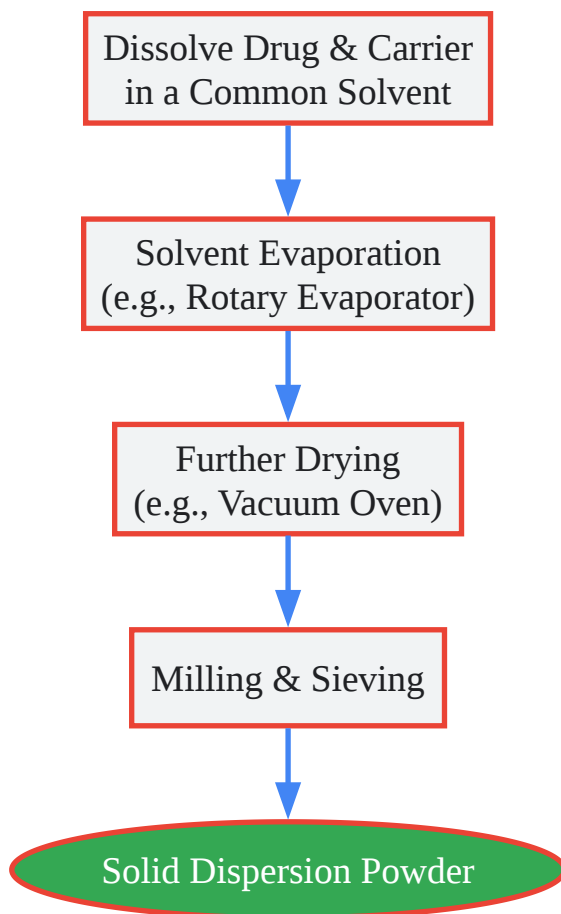 Dissolve Drug & Carrier
in a Common Solvent
Solvent Evaporation
(e.g., Rotary Evaporator)
Further Drying
(e.g., Vacuum Oven)
Milling & Sieving
Solid Dispersion Powder